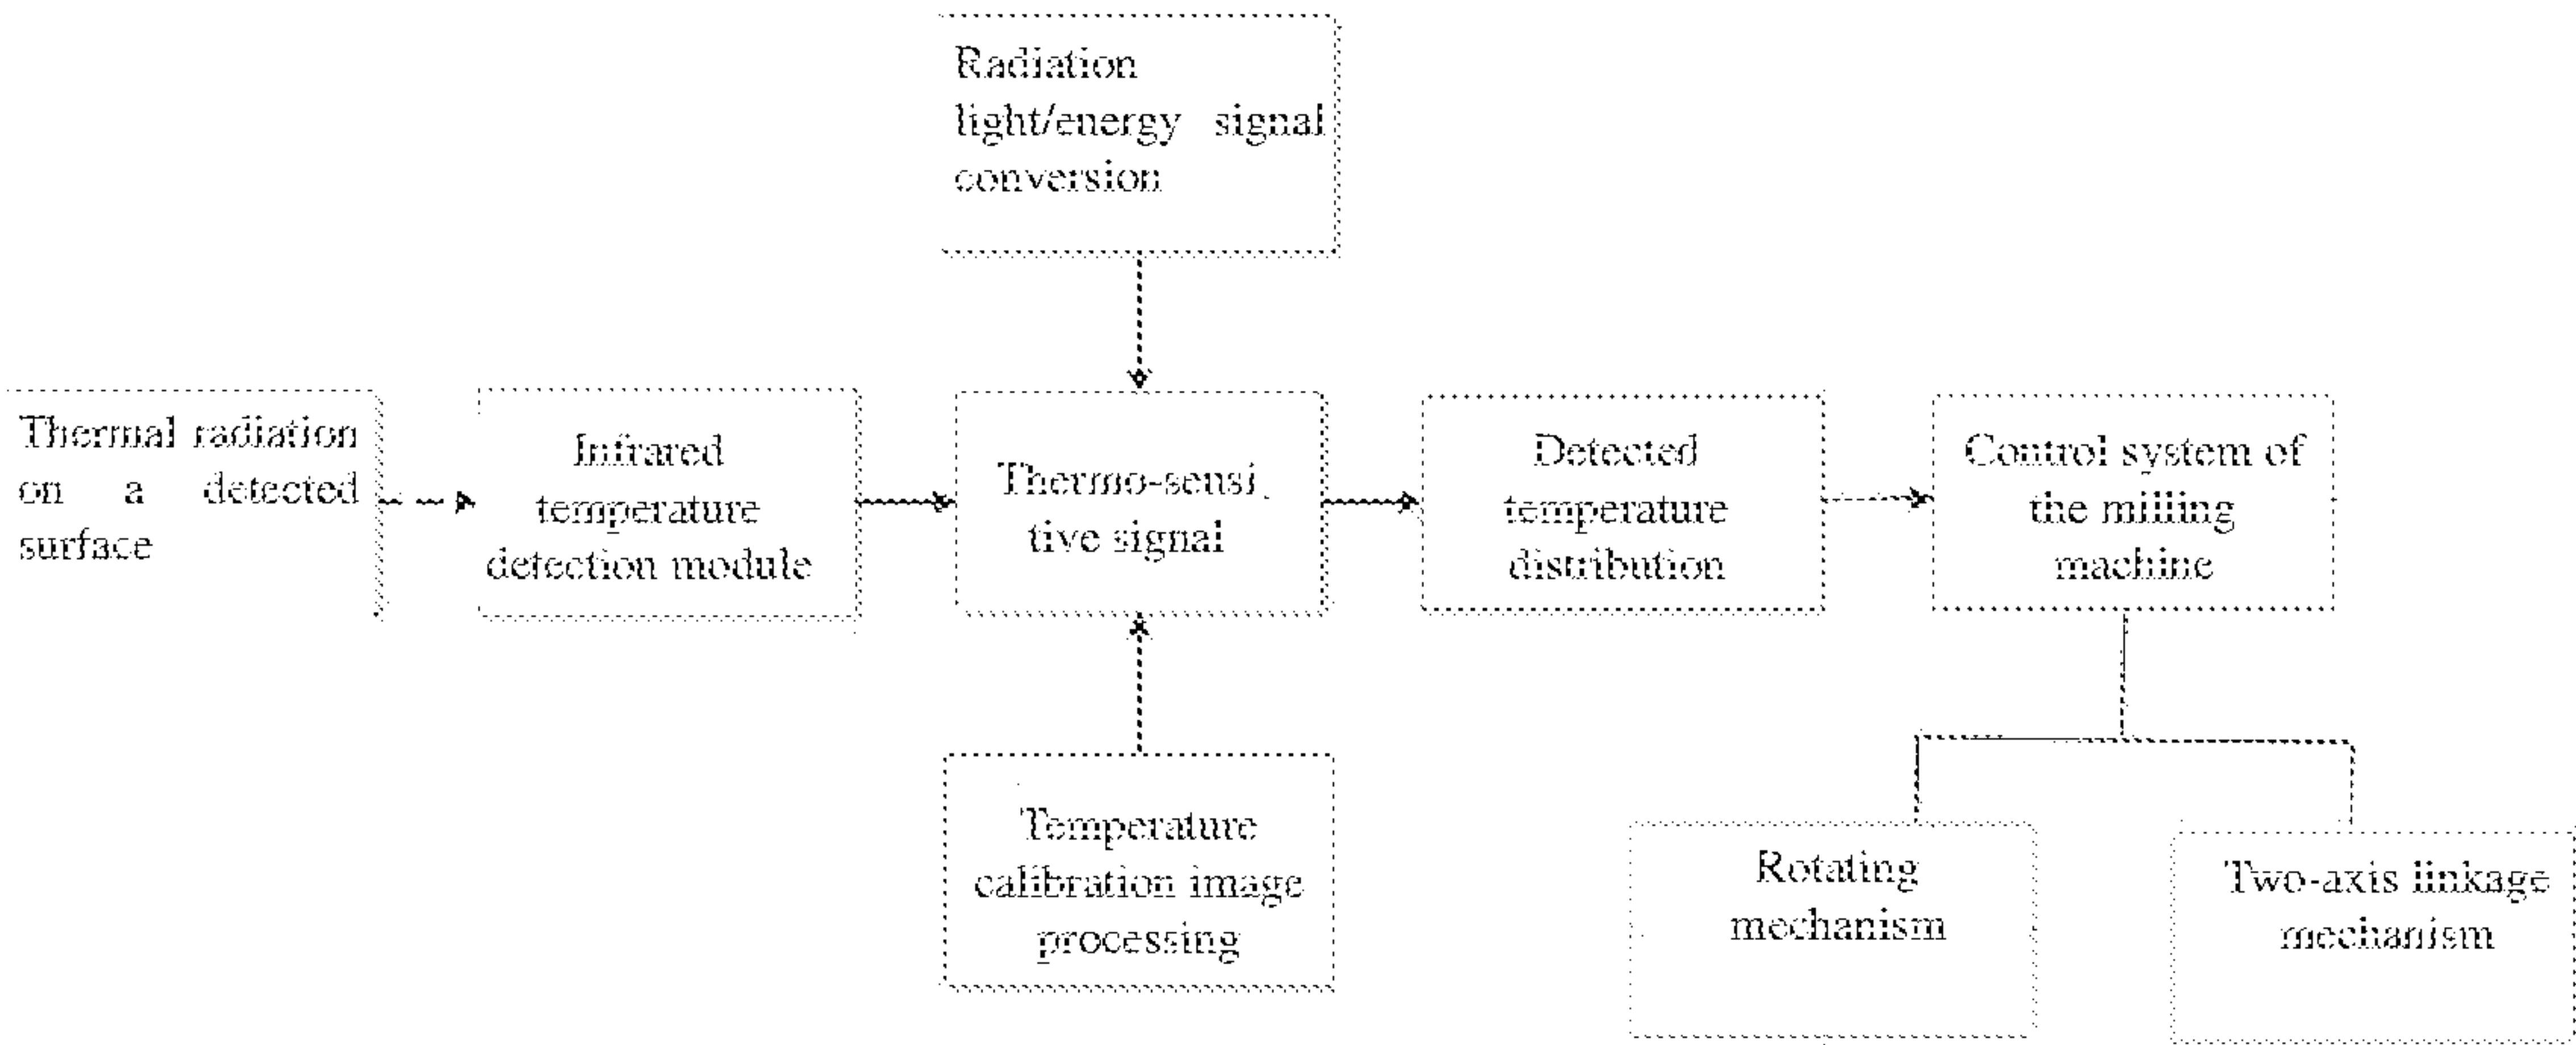 Radiation
light/energy signal
conversion
Thermal radiation
on a detected
surface
Infrared
temperature
detection module
Thermo-sensi
tive signal
Detected
temperature
distribution
Control system of
the milling
machine
Temperature
calibration image
processing
Rotating
mechanism
Two-axis linkage
mechanism